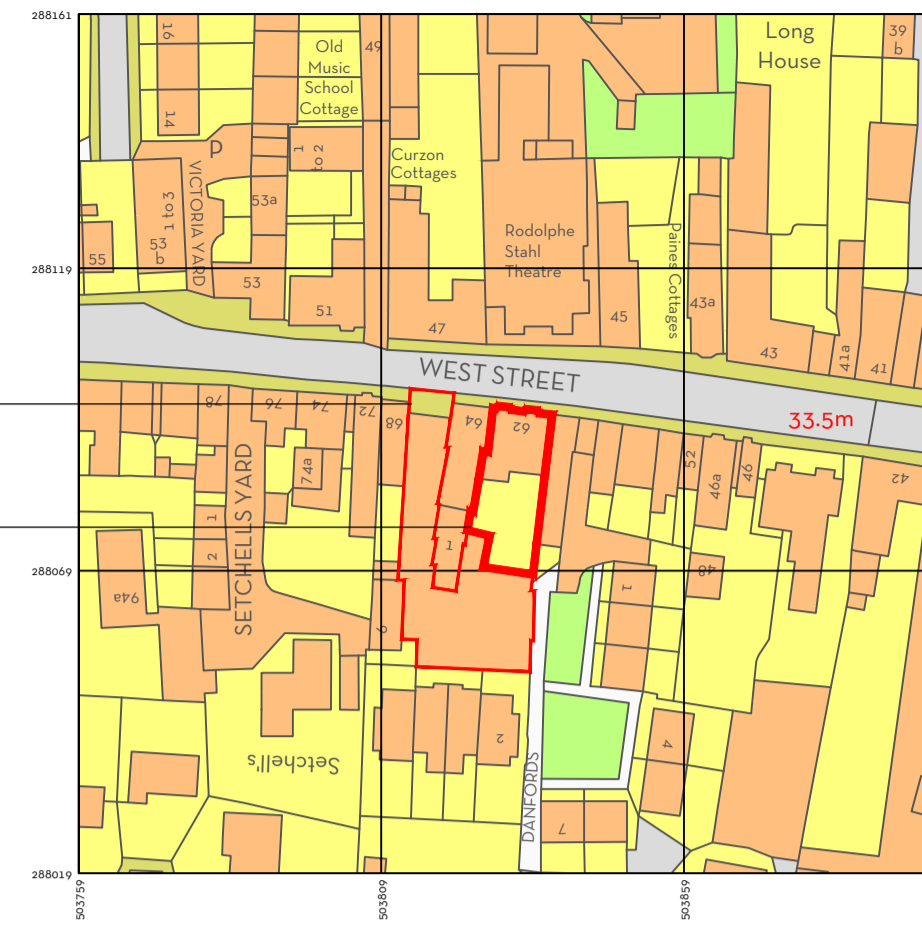 288161
16
14
Old
Music
School
Cottage
49
Long
House
39
b
P
1
to 2
Curzon
Cottages
VICTORIA YARD
1 to 3
53a
53
b
55
53
51
47
Rodolphe
Stahl
Theatre
45
Paines Cottages
43a
43
41a
41
288119
WEST STREET
33.5m
78
76
74
72
68
64
62
74a
52
46a
46
42
SETCHELLS YARD
1
2
1
94a
48
1
288069
6
Setchell's
2
DANFORDS
4
7
288019
503759
503809
503859